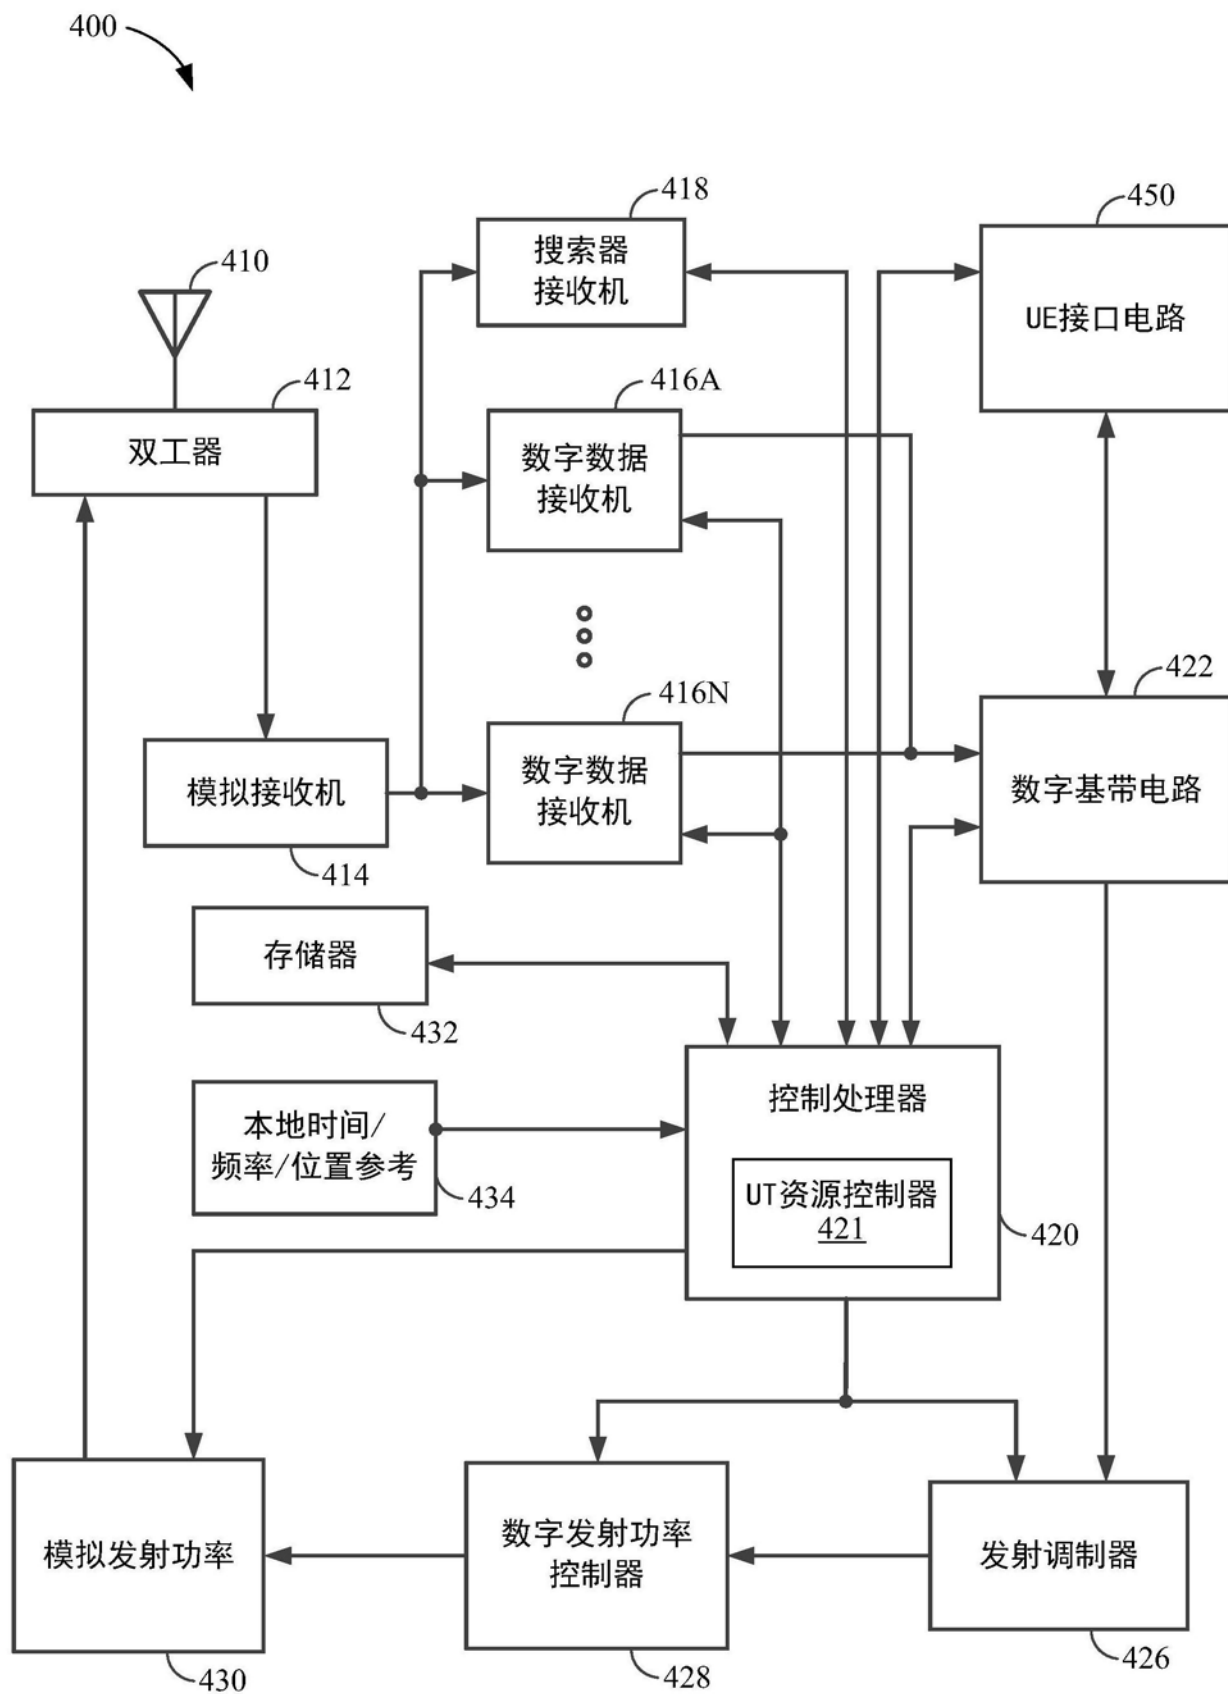 400
418
搜索器
接收机
450
UE接口电路
410
412
双工器
416A
数字数据
接收机
422
数字基带电路
416N
数字数据
接收机
模拟接收机
414
存储器
432
控制处理器
本地时间/
频率/位置参考
434
UT资源控制器
421
420
模拟发射功率
430
数字发射功率
控制器
428
发射调制器
426